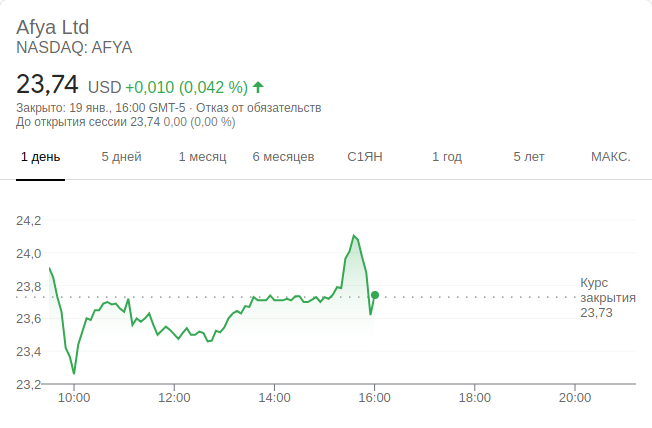 Afya Ltd
NASDAQ: AFYA
23,74 USD +0,010 (0,042 %)
Закрыто: 19 янв., 16:00 GMT-5 · Отказ от обязательств
До открытия сессии 23,74 0,00 (0,00 %)
1 день 5 дней 1 месяц 6 месяцев С1ЯН 1 год 5 лет МАКС.
24,2
24,0
23,8
23,6
23,4
23,2
Курс
закрытия
23,73
10:00 12:00 14:00 16:00 18:00 20:00